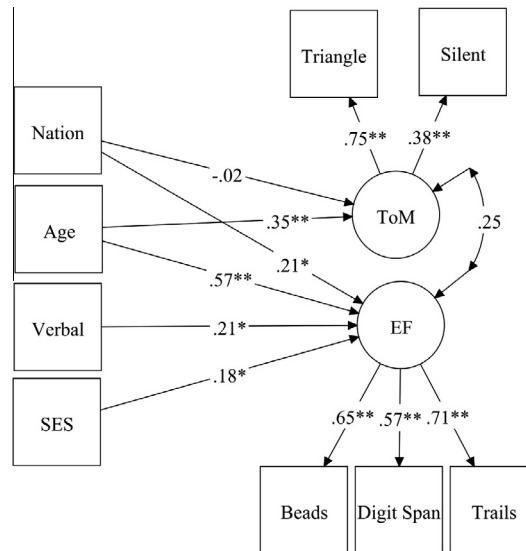 Triangle
Silent
Nation
.75**
.38**
-.02
Age
.35**
ToM
.25
.21*
.57**
Verbal
.21*
EF
.18*
SES
.65**
.57**
.71**
Beads
Digit Span
Trails